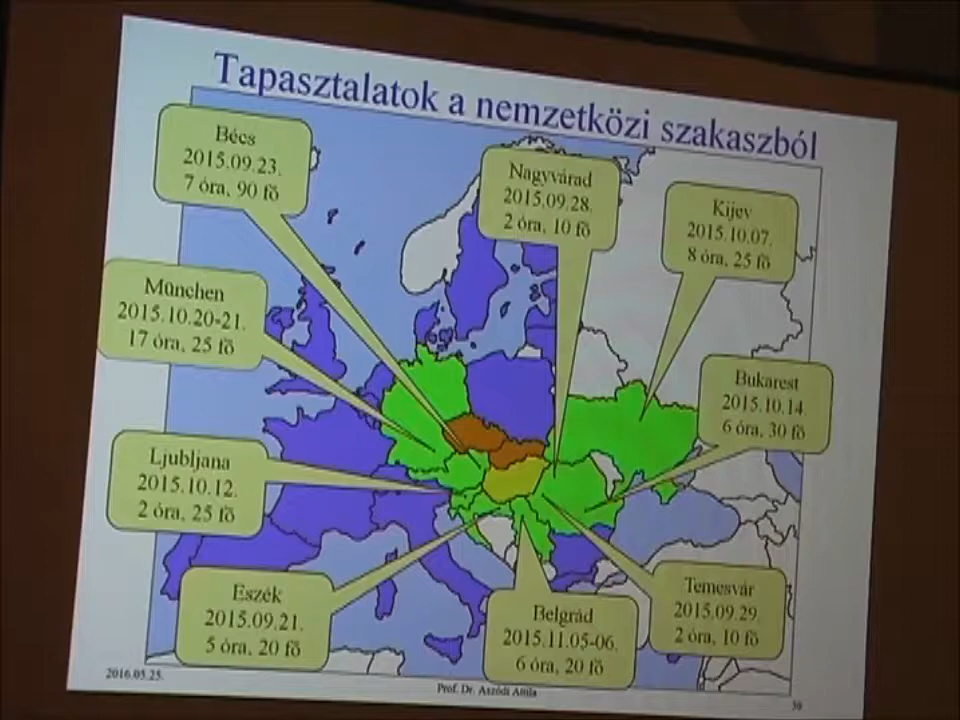 Tapasztalatok a nemzetközi szakaszból
Bécs
2015.09.23.
7 óra, 90 fő
Nagyvárad
2015.09.28.
2 óra, 10 fő
Kijev
2015.10.07.
8 óra, 25 fő
München
2015.10.20-21.
17 óra, 25 fő
Bukarest
2015.10.14.
6 óra, 30 fő
Ljubljana
2015.10.12.
2 óra, 25 fő
Eszék
2015.09.21.
5 óra, 20 fő
Belgrád
2015.11.05-06.
6 óra, 20 fő
Temesvár
2015.09.29.
2 óra, 10 fő
2016.05.25.
Prof. Dr. Aszódi Attila